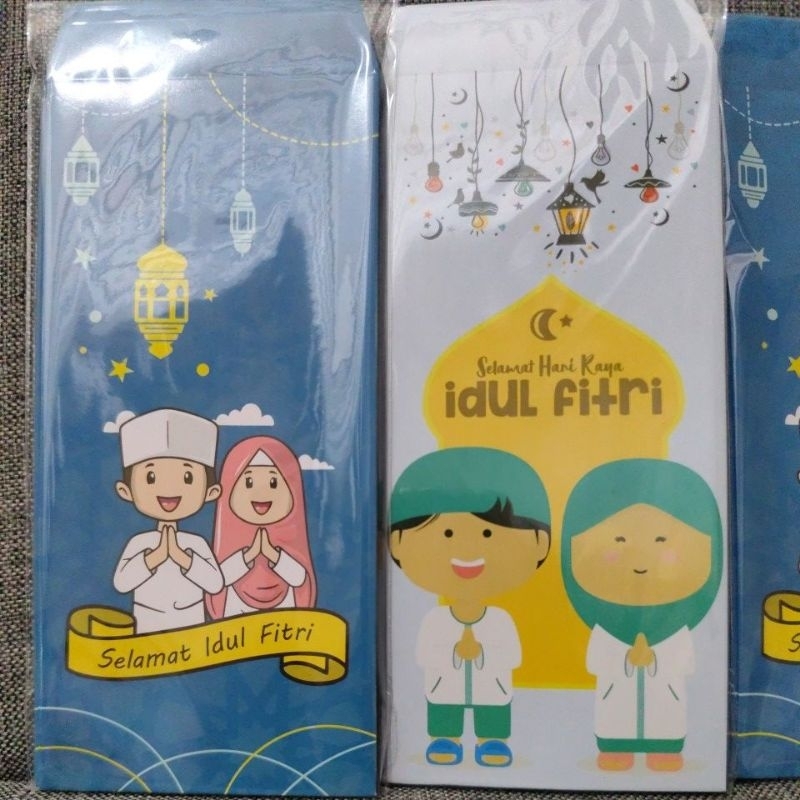 Selamat Idul Fitri
Selamat Hari Raya
idul fitri
S